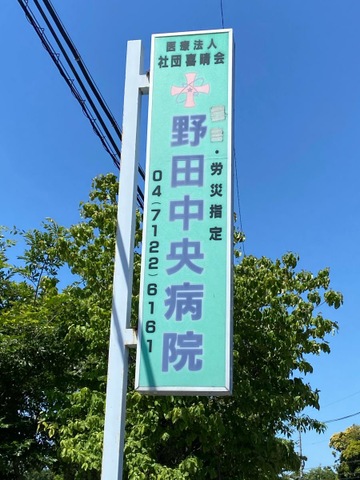 医療法人
社団喜晴会
・労災指定
野田中央病院
04(7122)6161